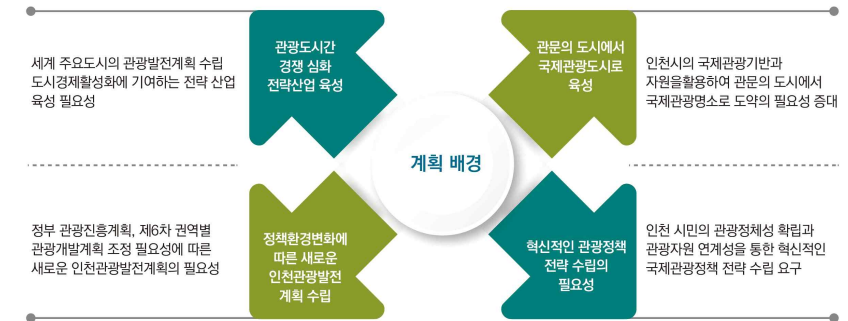 세계 주요도시의 관광발전계획 수립
도시경제활성화에 기여하는 전략 산업
육성 필요성
관광도시간
경쟁 심화
전략산업 육성
관문의 도시에서
국제관광도시로
육성
인천시의 국제관광기반과
자원을활용하여 관문의 도시에서
국제관광명소로 도약의 필요성 증대
계획 배경
정부 관광진흥계획, 제6차 권역별
관광개발계획 조정 필요성에 따른
새로운 인천관광발전계획의 필요성
정책환경변화에
따른 새로운
인천관광발전
계획 수립
혁신적인 관광정책
전략 수립의
필요성
인천 시민의 관광정체성 확립과
관광자원 연계성을 통한 혁신적인
국제관광정책 전략 수립 요구